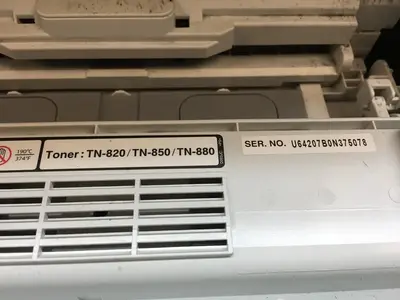 190°C
374°F
Toner : TN-820 / TN-850 / TN-880
SER. NO. U64207B0N375078